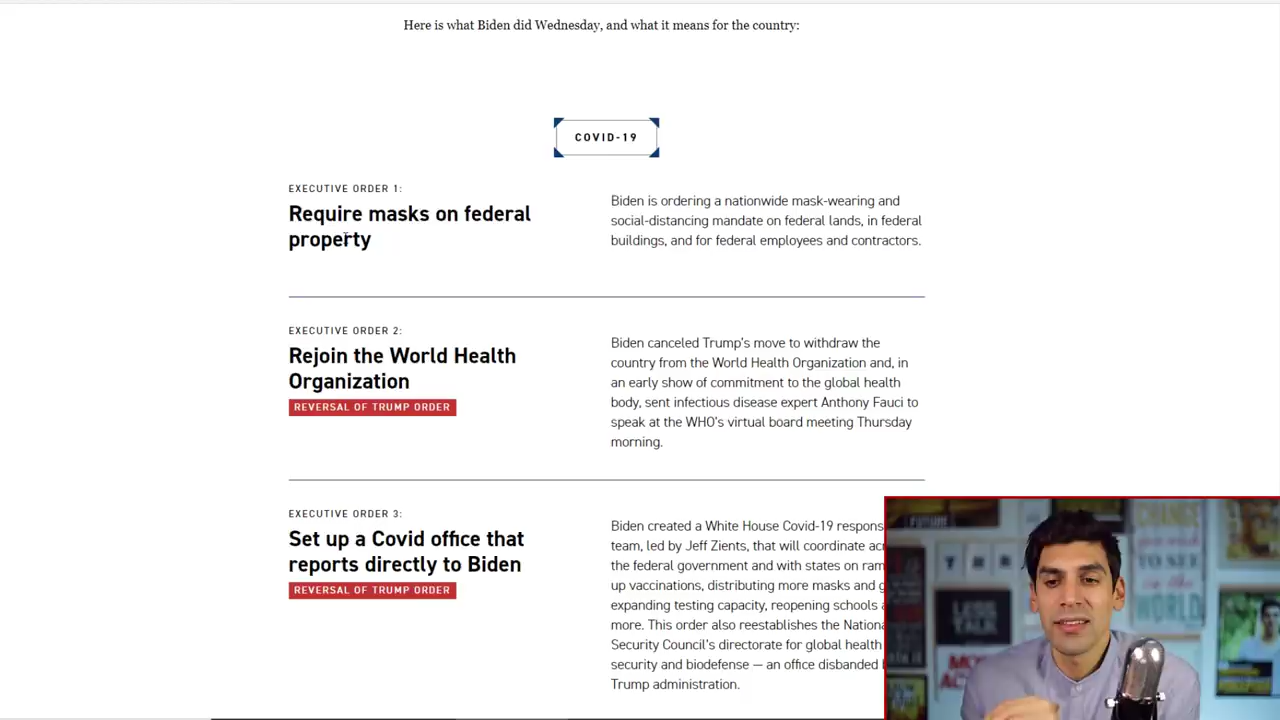 Here is what Biden did Wednesday, and what it means for the country:
COVID-19
EXECUTIVE ORDER 1:
Require masks on federal
property
Biden is ordering a nationwide mask-wearing and
social-distancing mandate on federal lands, in federal
buildings, and for federal employees and contractors.
EXECUTIVE ORDER 2:
Rejoin the World Health
Organization
REVERSAL OF TRUMP ORDER
Biden canceled Trump's move to withdraw the
country from the World Health Organization and, in
an early show of commitment to the global health
body, sent infectious disease expert Anthony Fauci to
speak at the WHO's virtual board meeting Thursday
morning.
EXECUTIVE ORDER 3:
Set up a Covid office that
reports directly to Biden
REVERSAL OF TRUMP ORDER
Biden created a White House Covid-19
team, led by Jeff Zients, that will coordinate
the federal government and with states on
up vaccinations, distributing more masks and
expanding testing capacity, reopening schools
more. This order also reestablishes the
Security Council's directorate for global health
security and biodefense — an office disbanded
Trump administration.
LESS
TALK
CHANGE
TO SEE
WORLD